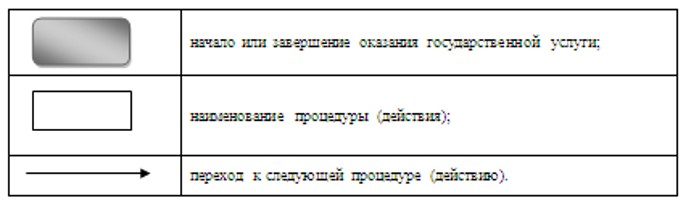 начало или завершение оказания государственной услуги;
наименование процедуры (действия);
переход к следующей процедуре (действию).